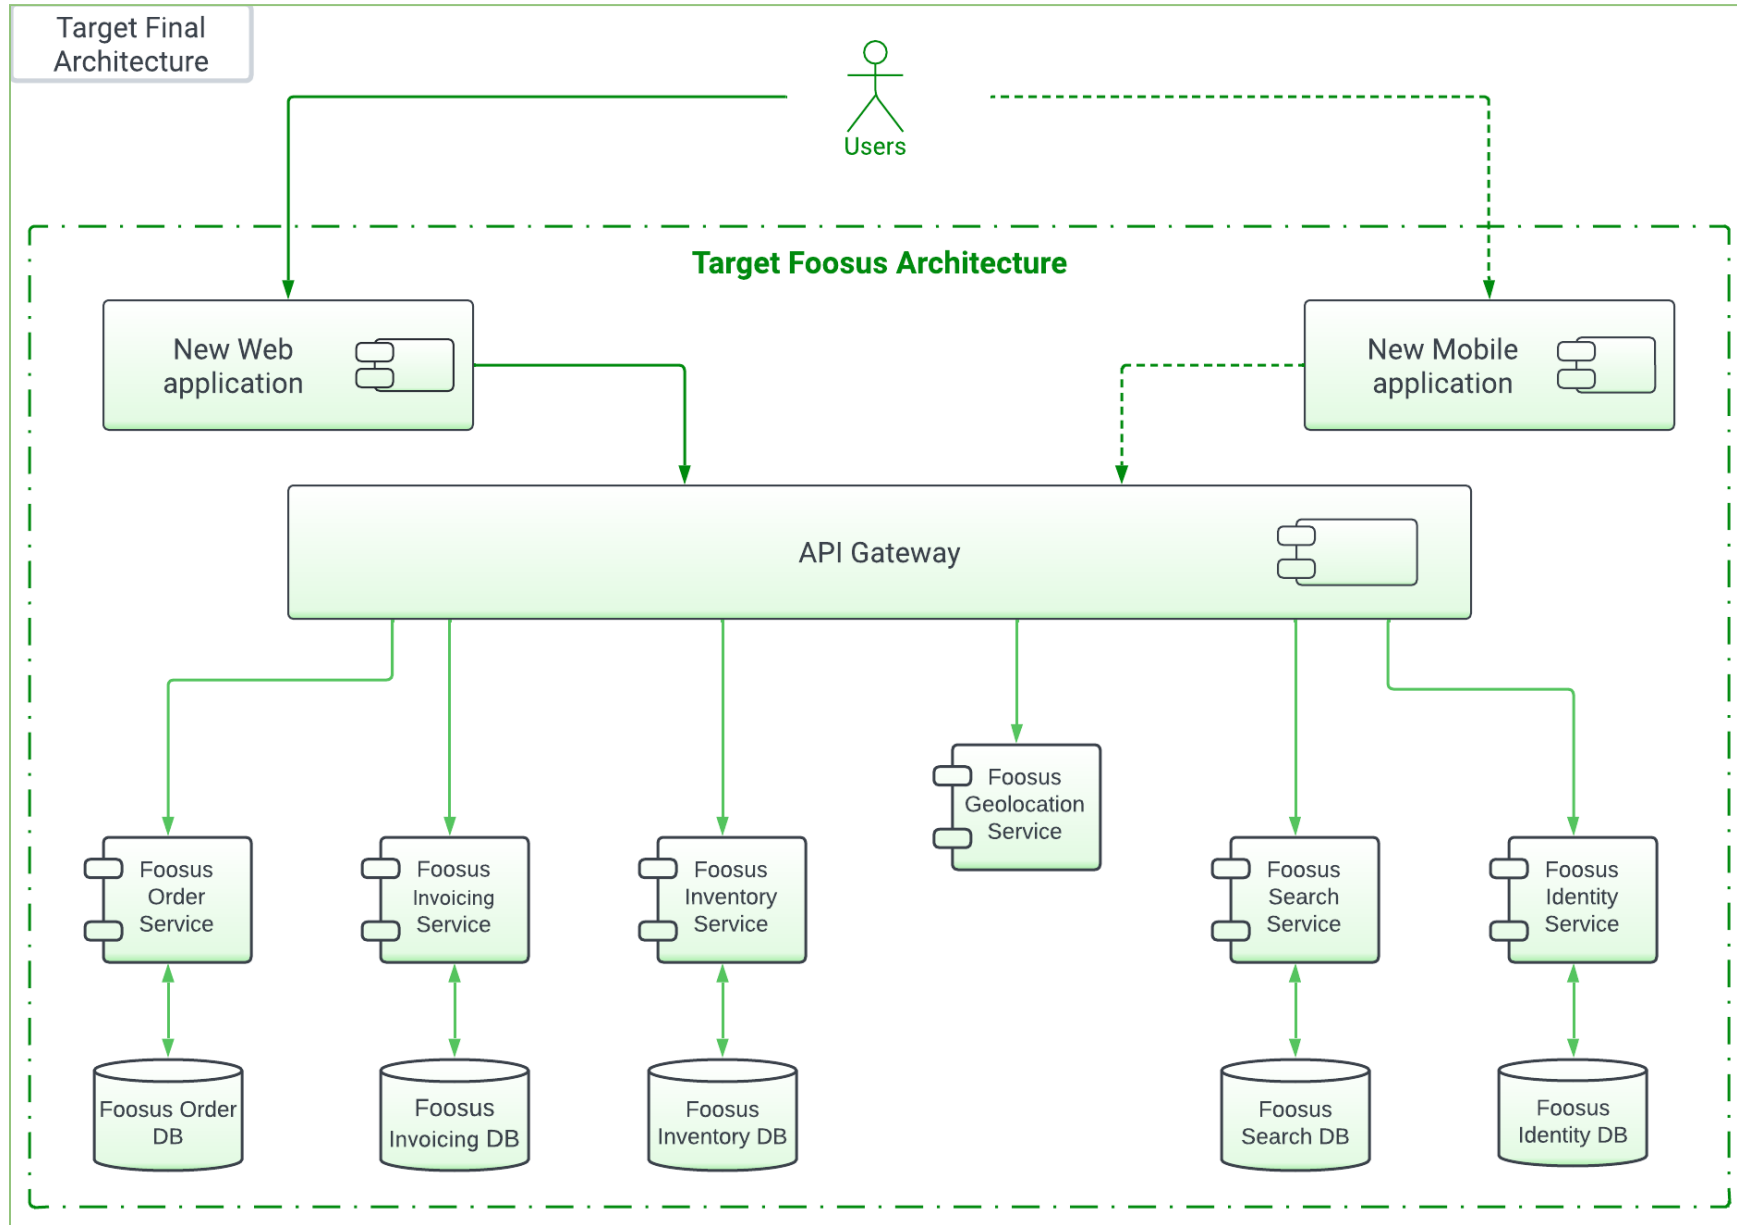 Target Final
Architecture
Users
Target Foosus Architecture
New Web
application
New Mobile
application
API Gateway
Foosus
Geolocation
Service
Foosus
Order
Service
Foosus
Invoicing
Service
Foosus
Inventory
Service
Foosus
Search
Service
Foosus
Identity
Service
Foosus Order
DB
Foosus
Invoicing DB
Foosus
Inventory DB
Foosus
Search DB
Foosus
Identity DB